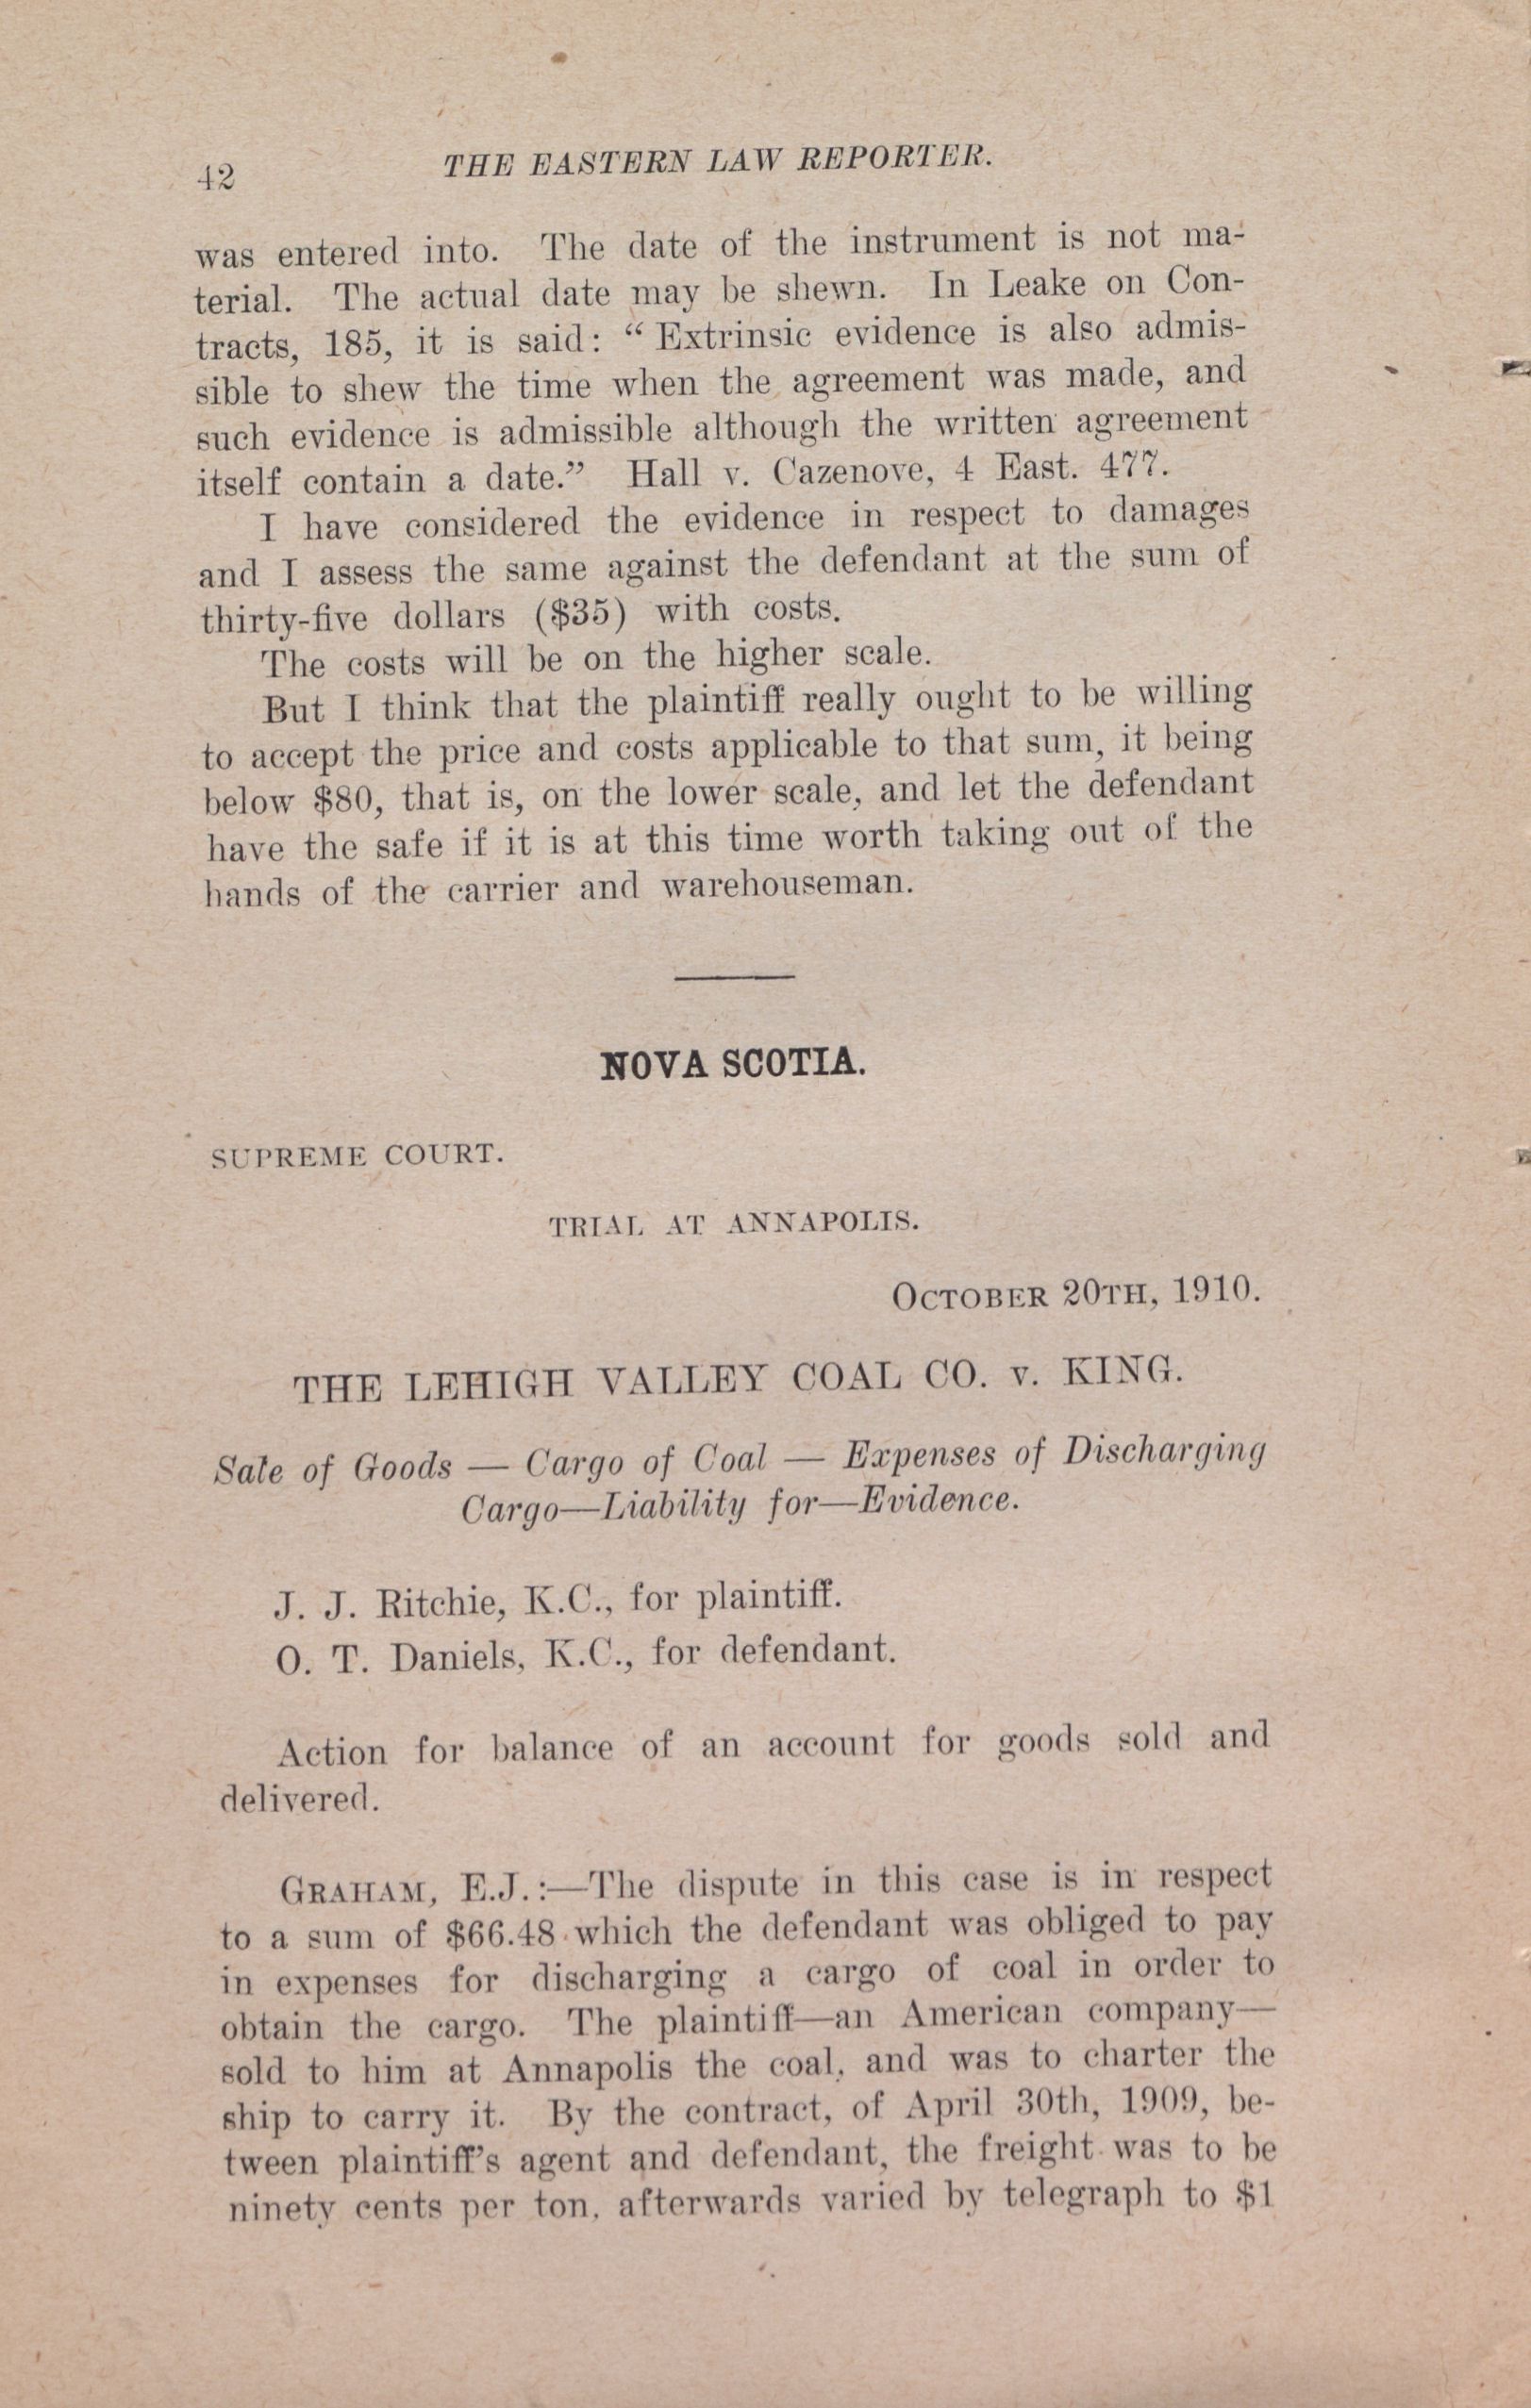 42
THE EASTERN LAW REPORTER.
was entered into. The date of the instrument is not ma-
terial. The actual date may be shewn. In Leake on Con-
tracts, 185, it is said: “Extrinsic evidence is also admis-
sible to shew the time when the agreement was made, and
such evidence is admissible although the written agreement
itself contain a date.” Hall v. Cazenove, 4 East. 477.
I have considered the evidence in respect to damages
and I assess the same against the defendant at the sum of
thirty-five dollars ($35) with costs.
The costs will be on the higher scale.
But I think that the plaintiff really ought to be willing
to accept the price and costs applicable to that sum, it being
below $80, that is, on the lower scale, and let the defendant
have the safe if it is at this time worth taking out of the
hands of the carrier and warehouseman.
NOVA SCOTIA.
SUPREME COURT.
TRIAL AT ANNAPOLIS.
OCTOBER 20TH, 1910.
THE LEHIGH VALLEY COAL CO. v. KING.
Sale of Goods — Cargo of Coal — Expenses of Discharging
Cargo—Liability for—Evidence.
J. J. Ritchie, K.C., for plaintiff.
O. T. Daniels, K.C., for defendant.
Action for balance of an account for goods sold and
delivered.
GRAHAM, E.J.:—The dispute in this case is in respect
to a sum of $66.48 which the defendant was obliged to pay
in expenses for discharging a cargo of coal in order to
obtain the cargo. The plaintiff—an American company—
sold to him at Annapolis the coal, and was to charter the
ship to carry it. By the contract, of April 30th, 1909, be-
tween plaintiff’s agent and defendant, the freight was to be
ninety cents per ton, afterwards varied by telegraph to $1